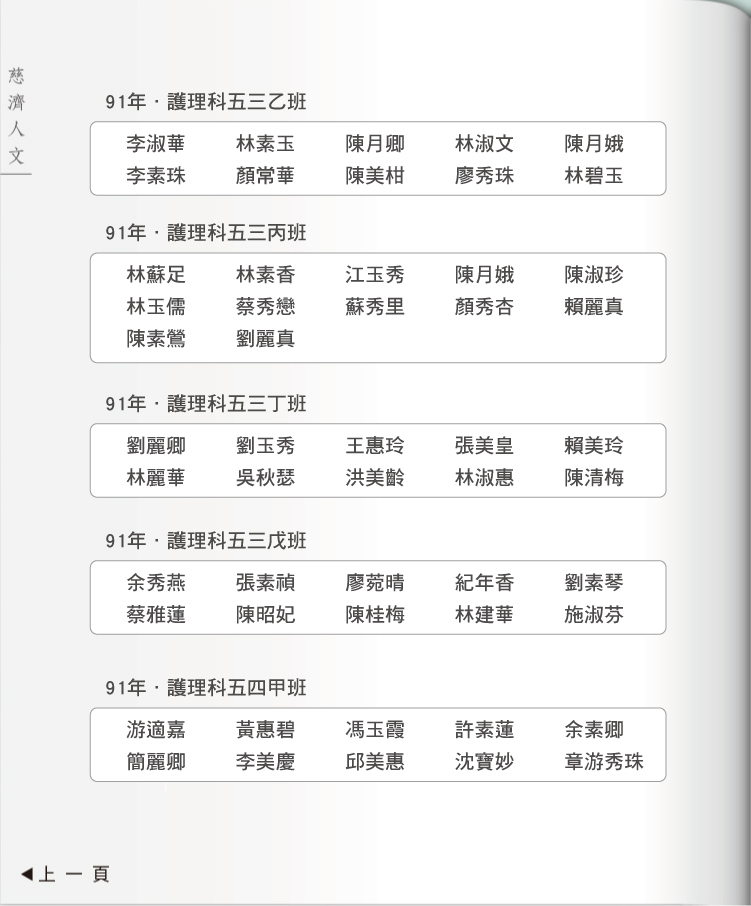 慈濟人文
91年．護理科五三乙班
李淑華 林素玉 陳月卿 林淑文 陳月娥
李素珠 顏常華 陳美柑 廖秀珠 林碧玉
91年．護理科五三丙班
林蘇足 林素香 江玉秀 陳月娥 陳淑珍
林玉儒 蔡秀戀 蘇秀里 顏秀杏 賴麗真
陳素鶯 劉麗真
91年．護理科五三丁班
劉麗卿 劉玉秀 王惠玲 張美皇 賴美玲
林麗華 吳秋瑟 洪美齡 林淑惠 陳清梅
91年．護理科五三戊班
余秀燕 張素禎 廖菀晴 紀年香 劉素琴
蔡雅蓮 陳昭妃 陳桂梅 林建華 施淑芬
91年．護理科五四甲班
游適嘉 黃惠碧 馮玉霞 許素蓮 余素卿
簡麗卿 李美慶 邱美惠 沈寶妙 章游秀珠
◀上一頁